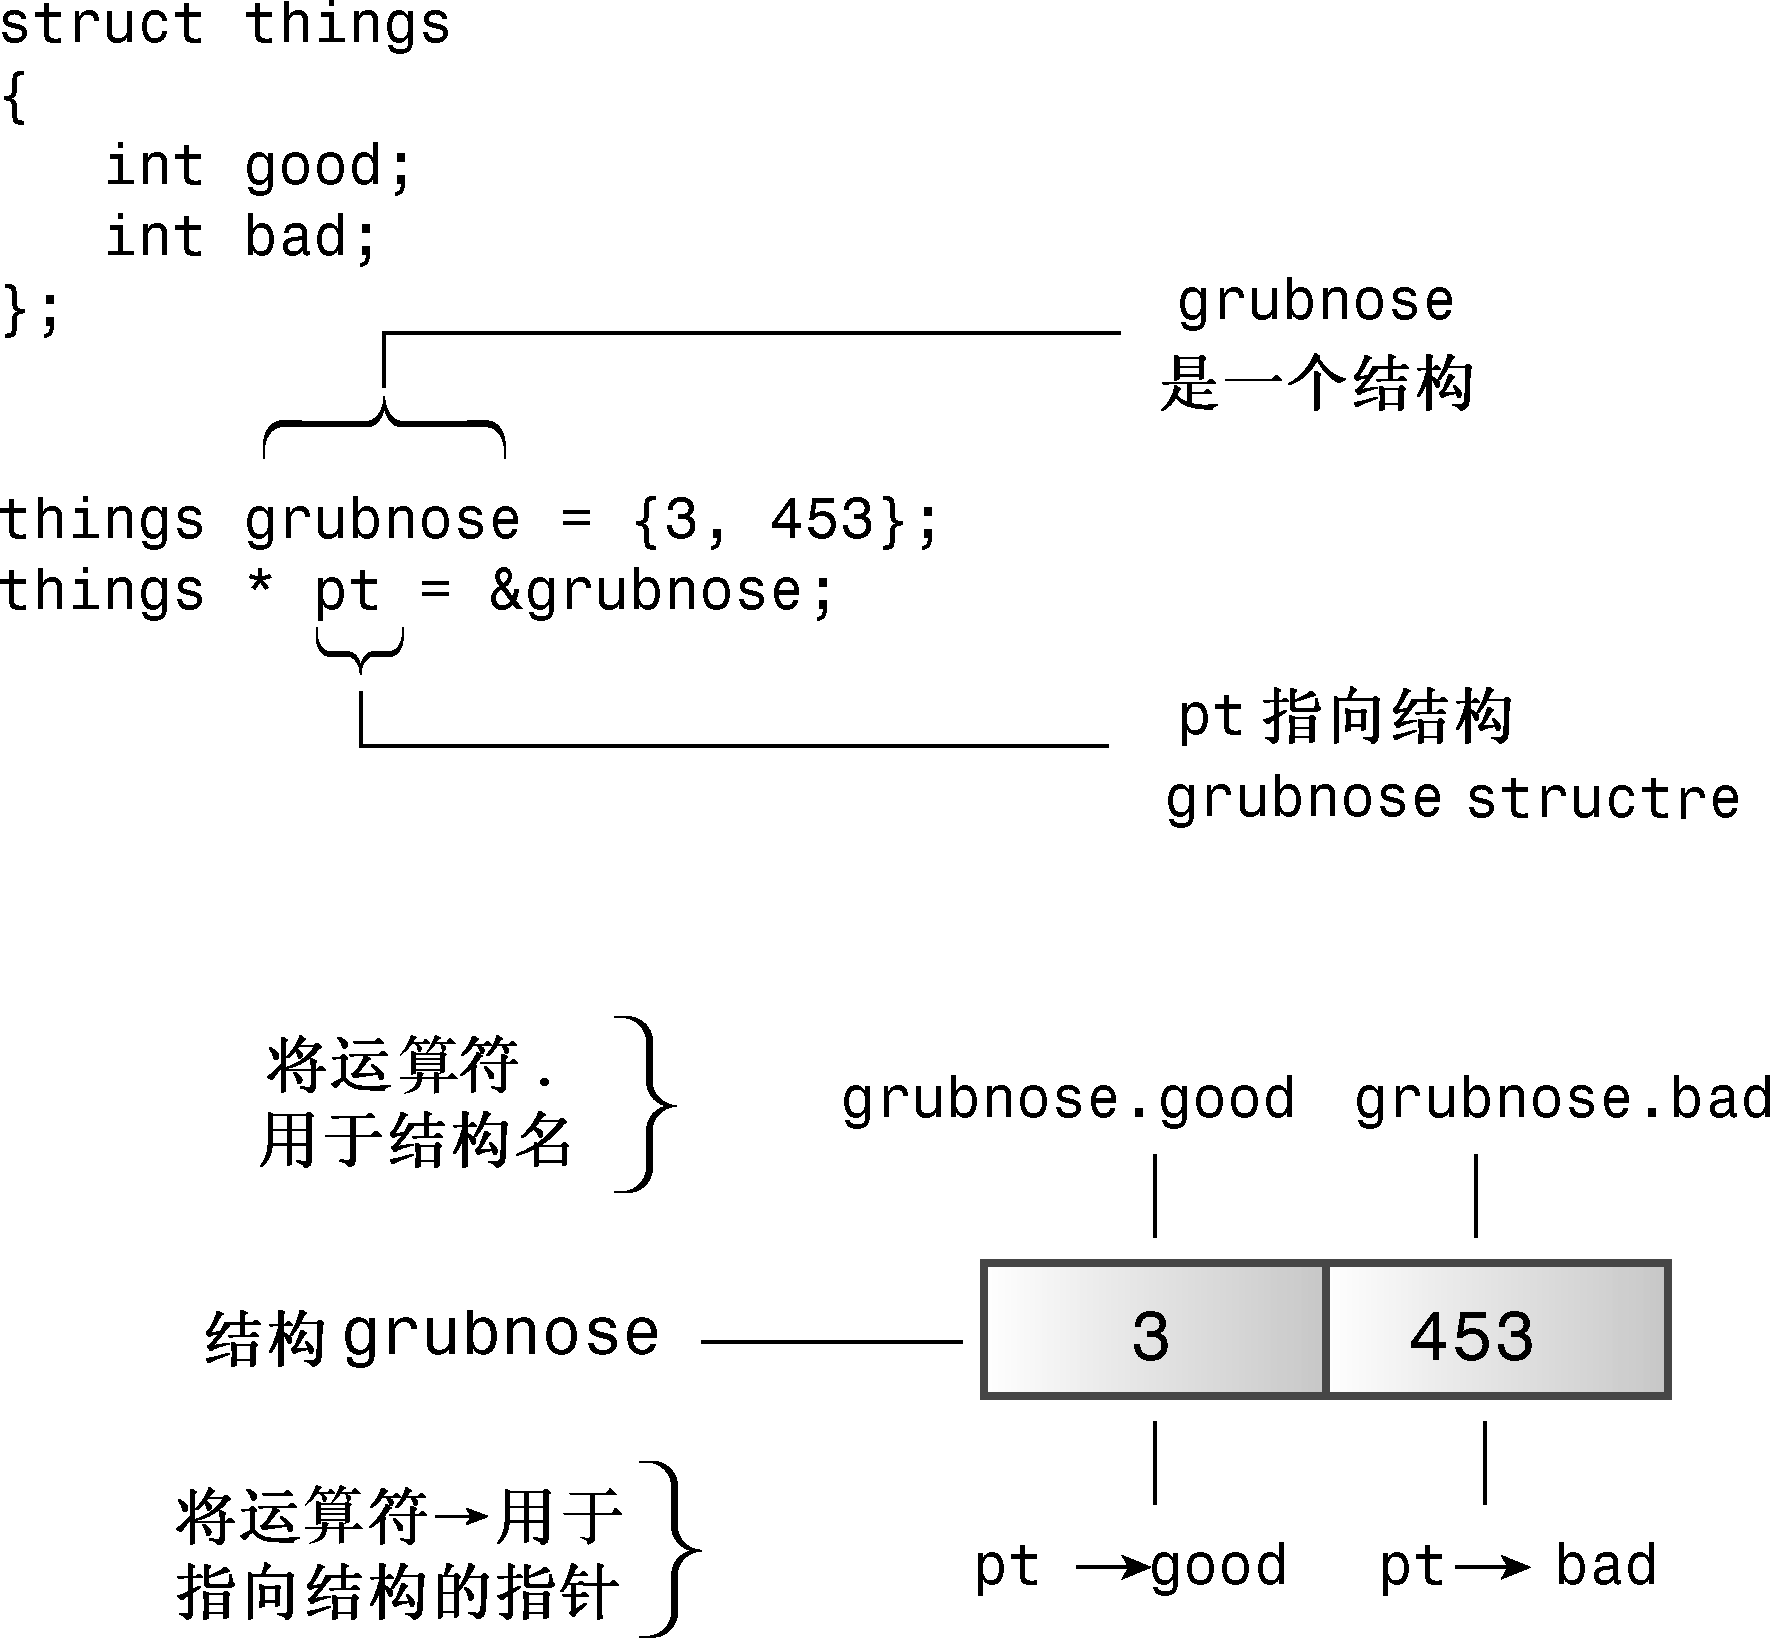 struct things
{
int good;
int bad;
};
grubnose
是一个结构
things grubnose = {3, 453};
things * pt = &grubnose;
pt 指向结构
grubnose structre
将运算符 .
用于结构名
grubnose.good grubnose.bad
结构 grubnose
3 453
将运算符→用于
指向结构的指针
pt →good pt→ bad